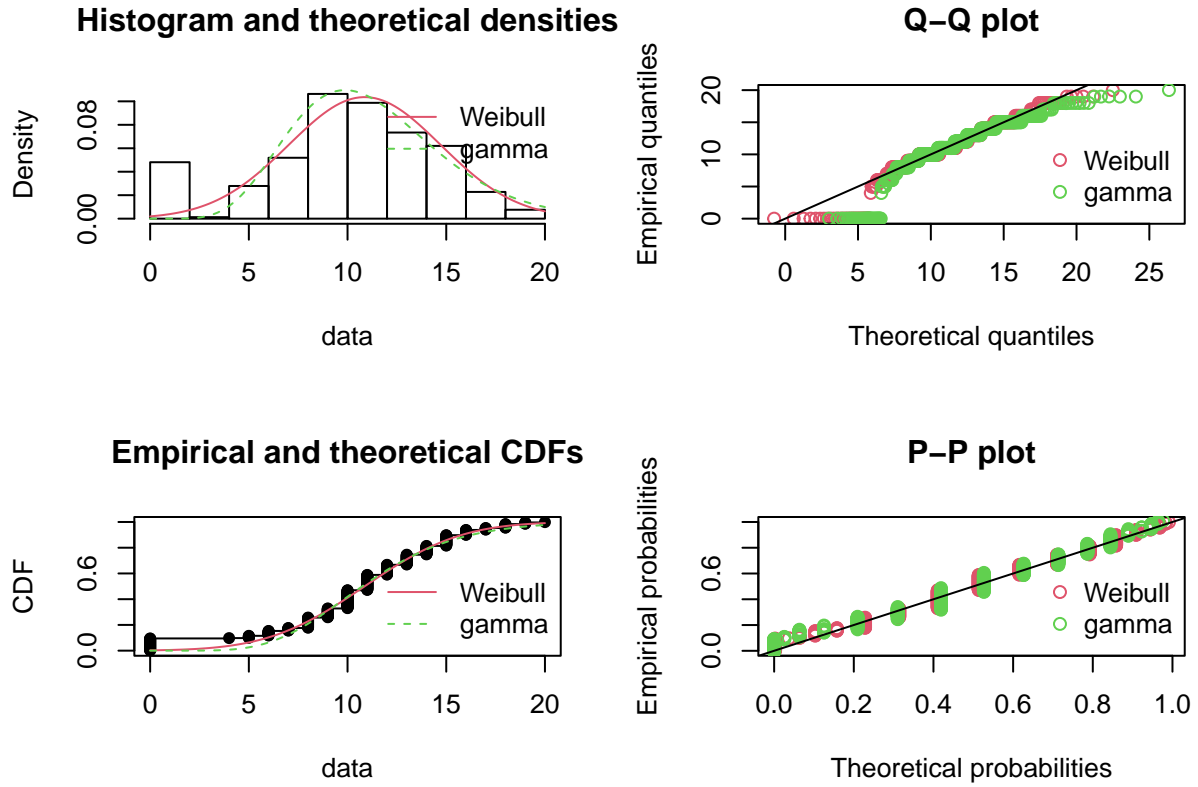 Histogram and theoretical densities
Density
0.00
0.08
0 5 10 15 20
data
Weibull
gamma
Q−Q plot
Empirical quantiles
0
10
20
0 5 10 15 20 25
Theoretical quantiles
Weibull
gamma
Empirical and theoretical CDFs
CDF
0.0
0.6
0 5 10 15 20
data
Weibull
gamma
P−P plot
Empirical probabilities
0.0
0.6
0.0 0.2 0.4 0.6 0.8 1.0
Theoretical probabilities
Weibull
gamma